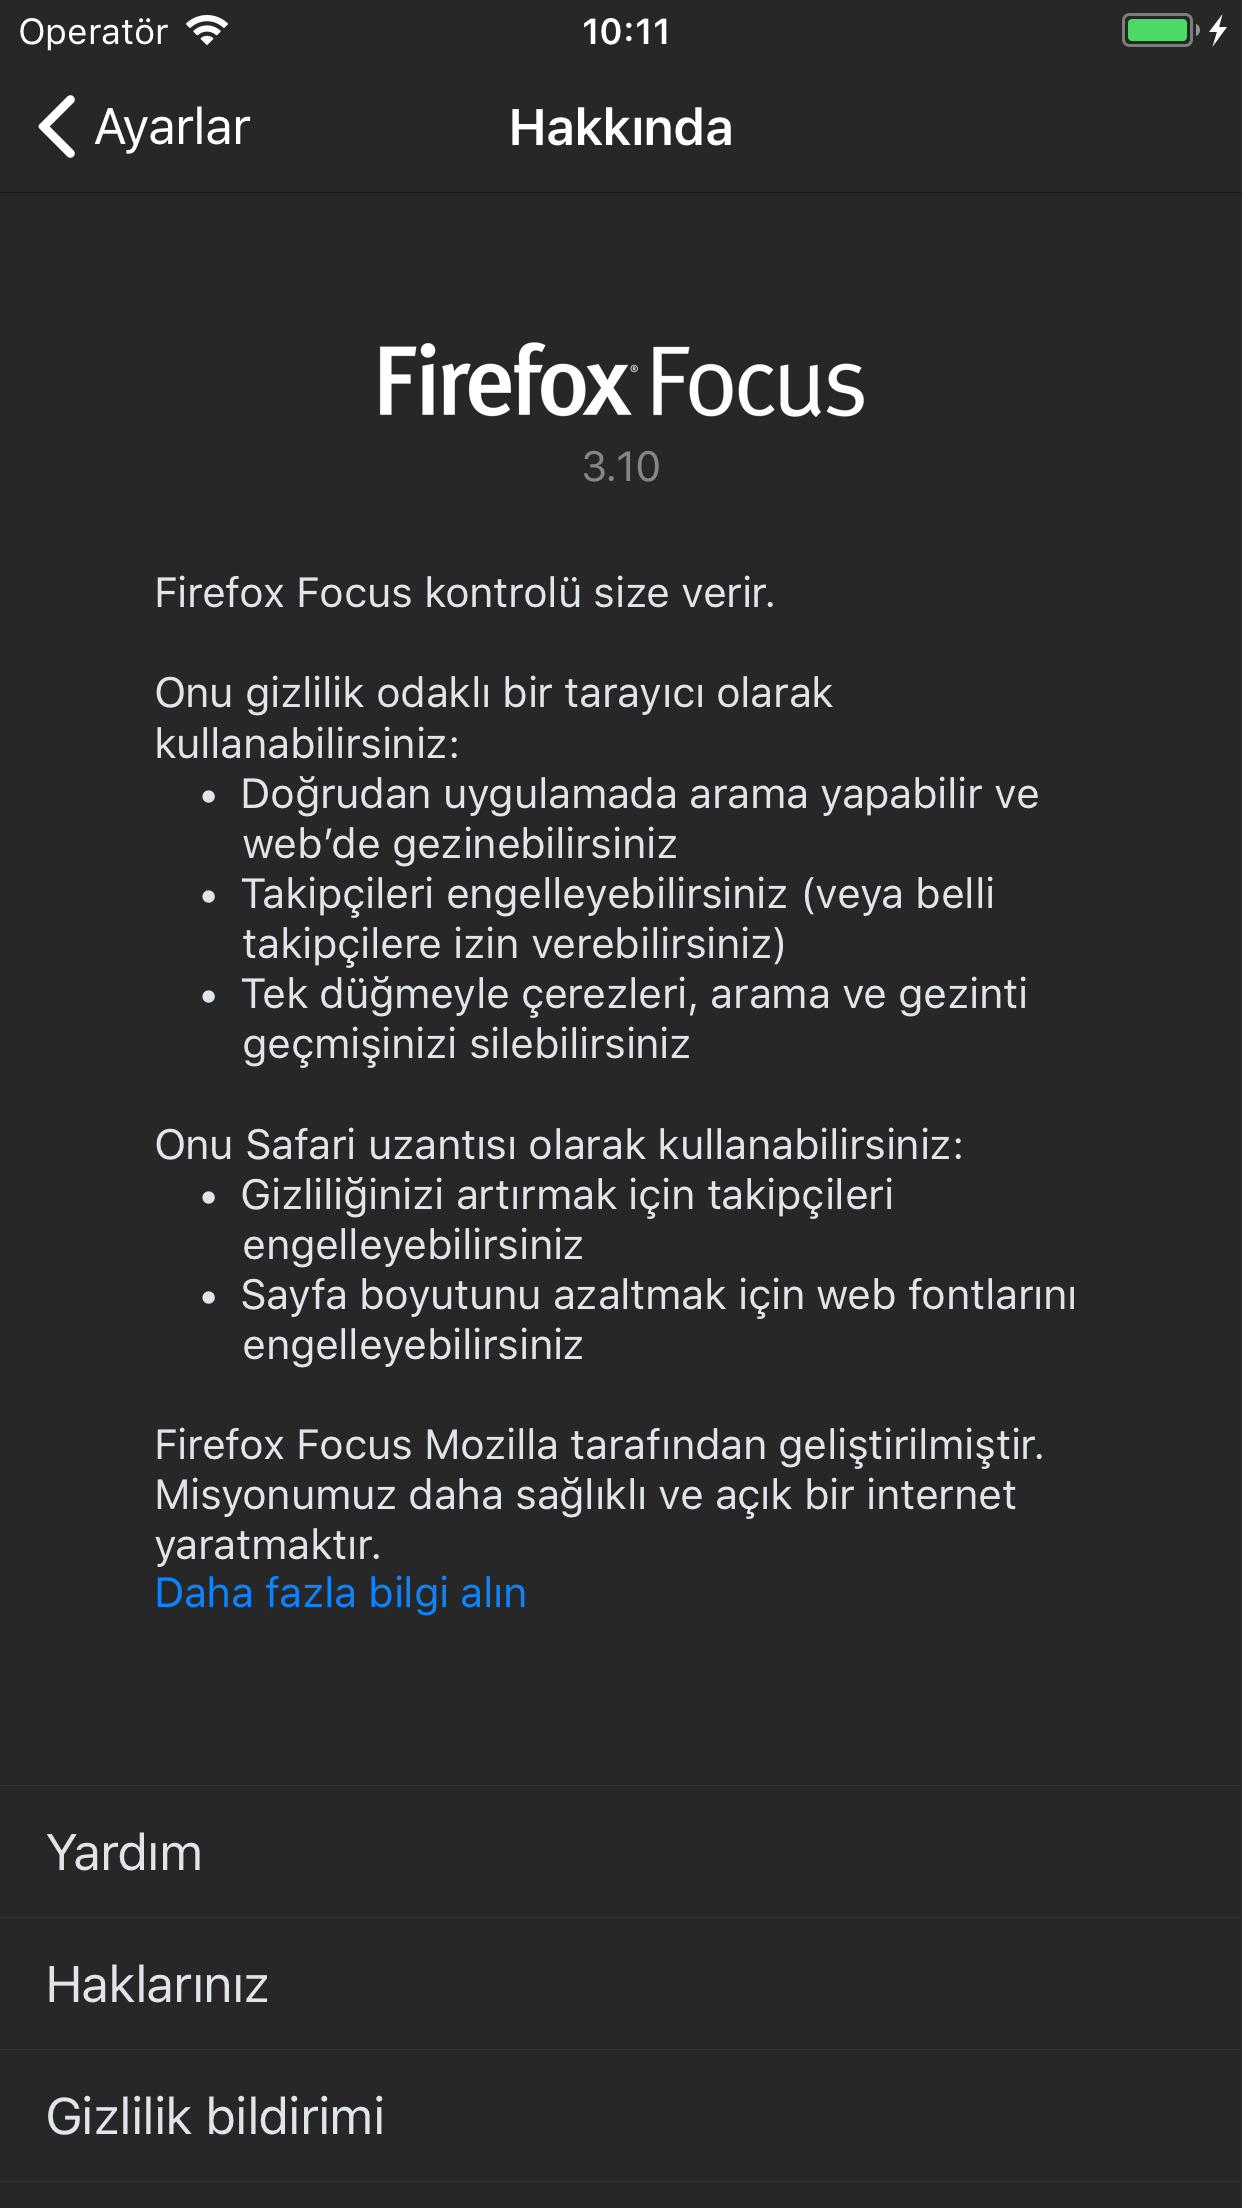 Operatör 10:11
Ayarlar Hakkında
Firefox® Focus
3.10
Firefox Focus kontrolü size verir.
Onu gizlilik odaklı bir tarayıcı olarak
kullanabilirsiniz:
• Doğrudan uygulamada arama yapabilir ve
web’de gezinebilirsiniz
• Takipçileri engelleyebilirsiniz (veya belli
takipçilere izin verebilirsiniz)
• Tek düğmeyle çerezleri, arama ve gezinti
geçmişinizi silebilirsiniz
Onu Safari uzantısı olarak kullanabilirsiniz:
• Gizliliğinizi artırmak için takipçileri
engelleyebilirsiniz
• Sayfa boyutunu azaltmak için web fontlarını
engelleyebilirsiniz
Firefox Focus Mozilla tarafından geliştirilmiştir.
Misyonumuz daha sağlıklı ve açık bir internet
yaratmaktır.
Daha fazla bilgi alın
Yardım
Haklarınız
Gizlilik bildirimi